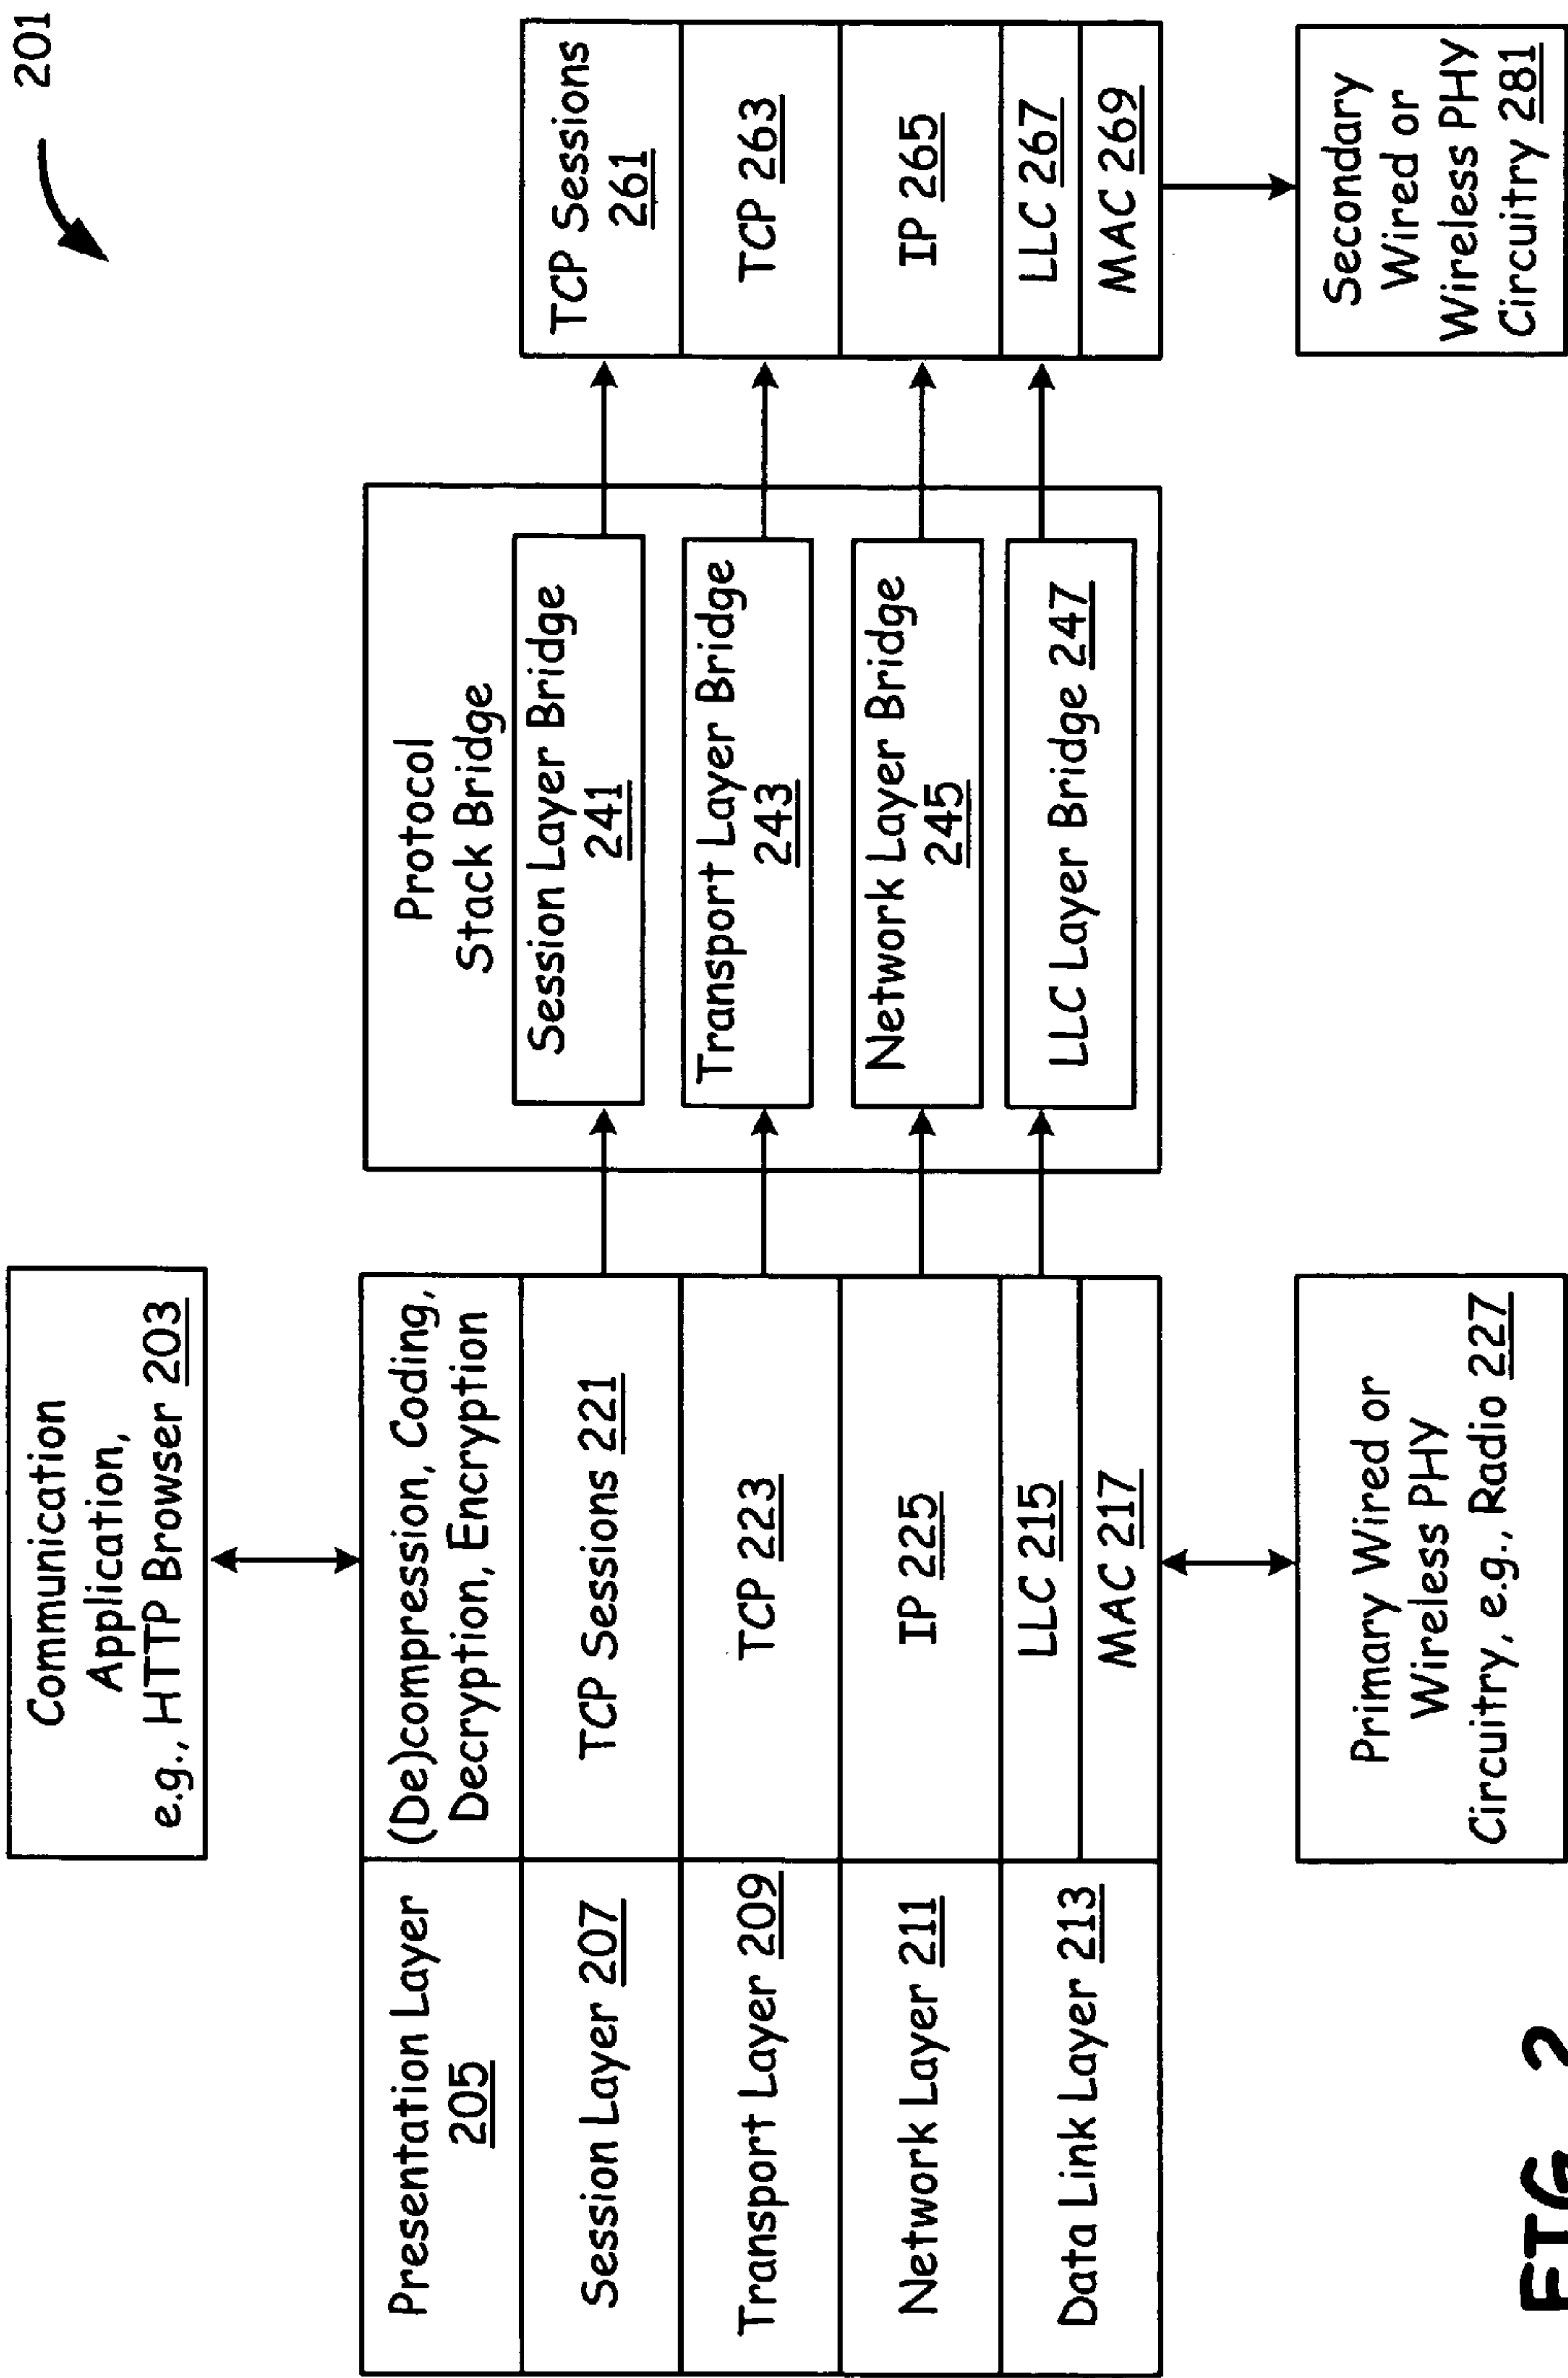 201
Communication
Application,
e.g., HTTP Browser 203
Presentation Layer
205
(De)compression, Coding,
Decryption, Encryption
Session Layer 207
TCP Sessions 221
Transport Layer 209
TCP 223
Network Layer 211
IP 225
Data Link Layer 213
LLC 215
MAC 217
Primary Wired or
Wireless PHY
Circuitry, e.g., Radio 227
Protocol
Stack Bridge
Session Layer Bridge
241
Transport Layer Bridge
243
Network Layer Bridge
245
LLC Layer Bridge 247
TCP Sessions
261
TCP 263
IP 265
LLC 267
MAC 269
Secondary
Wired or
Wireless PHY
Circuitry 281
FIG 2